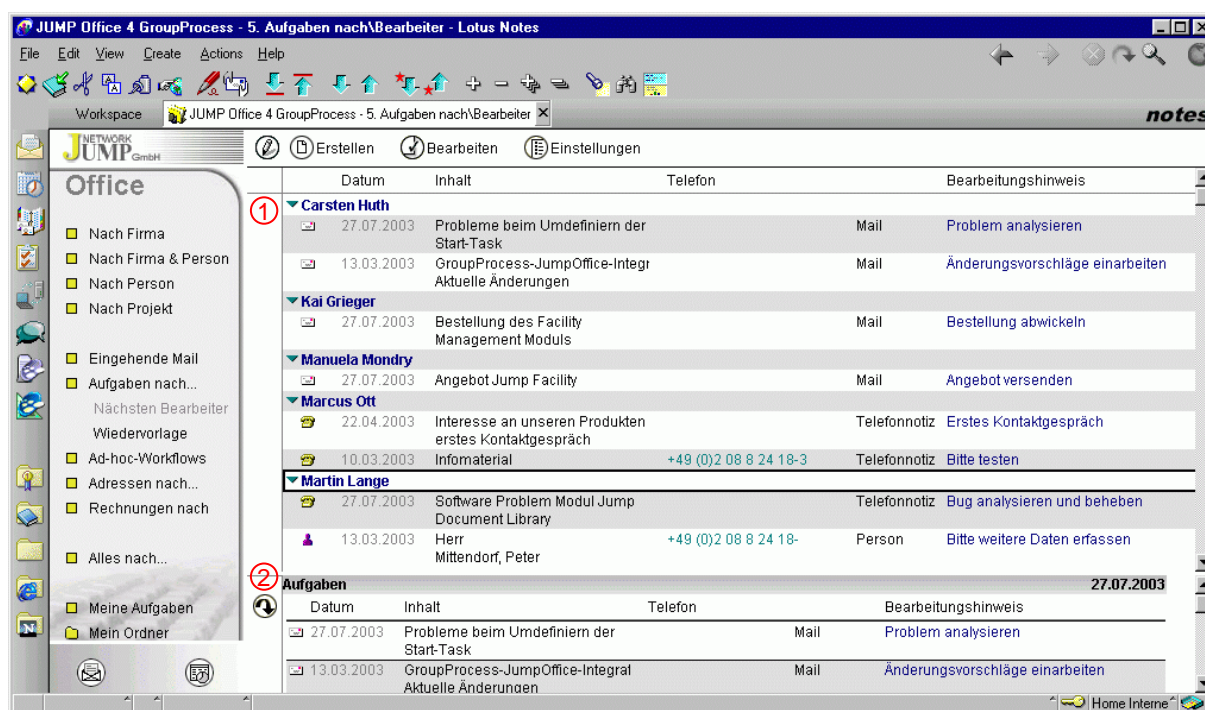 JUMP Office 4 GroupProcess - 5. Aufgaben nach\Bearbeiter - Lotus Notes
File Edit View Create Actions Help
Workspace JUMP Office 4 GroupProcess - 5. Aufgaben nach\Bearbeiter
notes
NETWORK
JUMP GmbH
Erstellen Bearbeiten Einstellungen
Office
Nach Firma
Nach Firma & Person
Nach Person
Nach Projekt
Eingehende Mail
Aufgaben nach...
Nächsten Bearbeiter
Wiedervorlage
Ad-hoc-Workflows
Adressen nach...
Rechnungen nach
Alles nach...
Meine Aufgaben
Mein Ordner
Datum Inhalt Telefon Bearbeitungshinweis
1 Carsten Huth
27.07.2003 Probleme beim Umdefiniern der Mail Problem analysieren
Start-Task
13.03.2003 GroupProcess-JumpOffice-Integr Mail Änderungsvorschläge einarbeiten
Aktuelle Änderungen
Kai Grieger
27.07.2003 Bestellung des Facility Mail Bestellung abwickeln
Management Moduls
Manuela Mondry
27.07.2003 Angebot Jump Facility Mail Angebot versenden
Marcus Ott
22.04.2003 Interesse an unseren Produkten Telefonnotiz Erstes Kontaktgespräch
erstes Kontaktgespräch
10.03.2003 Infomaterial +49 (0)2 08 8 24 18-3 Telefonnotiz Bitte testen
Martin Lange
27.07.2003 Software Problem Modul Jump Telefonnotiz Bug analysieren und beheben
Document Library
13.03.2003 Herr +49 (0)2 08 8 24 18- Person Bitte weitere Daten erfassen
Mittendorf, Peter
2 Aufgaben 27.07.2003
Datum Inhalt Telefon Bearbeitungshinweis
27.07.2003 Probleme beim Umdefiniern der Mail Problem analysieren
Start-Task
13.03.2003 GroupProcess-JumpOffice-Integrat Mail Änderungsvorschläge einarbeiten
Aktuelle Änderungen
Home Interne